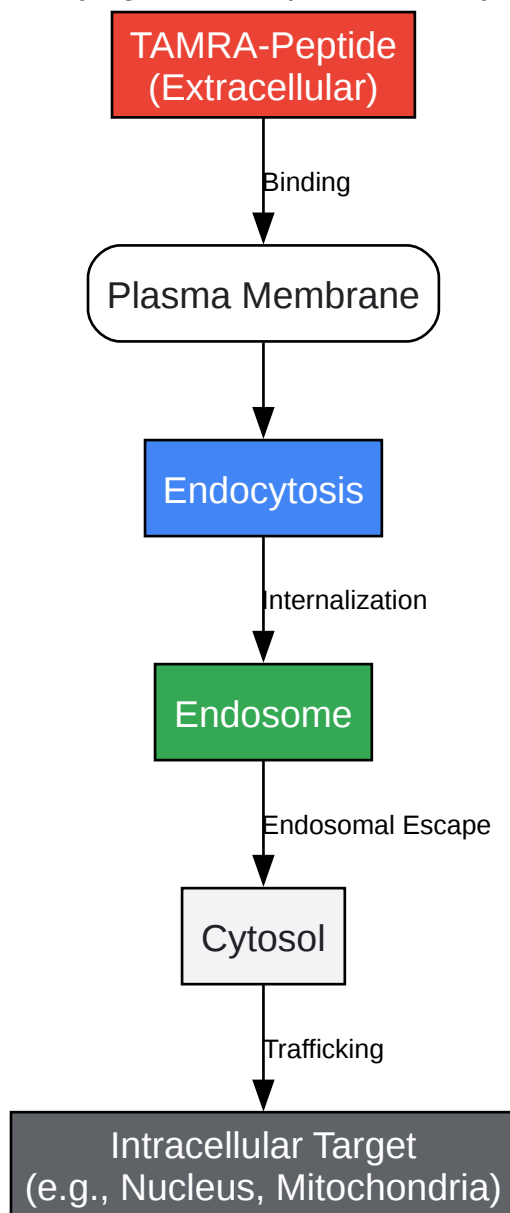 TAMRA-Peptide
(Extracellular)
Binding
Plasma Membrane
Endocytosis
Internalization
Endosome
Endosomal Escape
Cytosol
Trafficking
Intracellular Target
(e.g., Nucleus, Mitochondria)